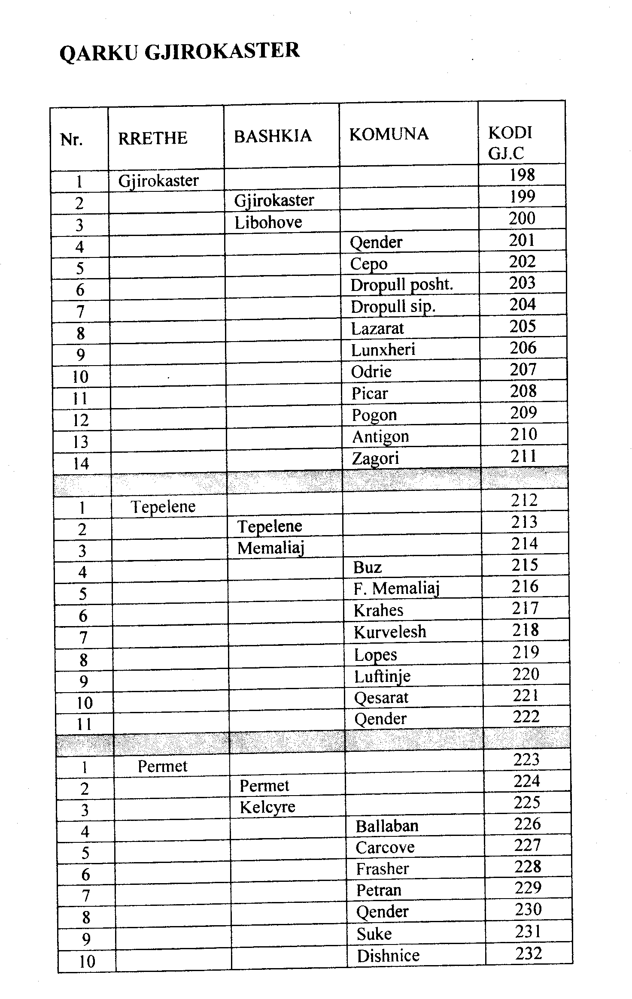 QARKU GJIROKASTER
Nr. RRETHE BASHKIA KOMUNA KODI GJ.C
1 Gjirokaster 198
2 Gjirokaster 199
3 Libohove 200
4 Qender 201
5 Cepo 202
6 Dropull posht. 203
7 Dropull sip. 204
8 Lazarat 205
9 Lunxheri 206
10 Odrie 207
11 Picar 208
12 Pogon 209
13 Antigon 210
14 Zagori 211
1 Tepelene 212
2 Tepelene 213
3 Memaliaj 214
4 Buz 215
5 F. Memaliaj 216
6 Krahes 217
7 Kurvelesh 218
8 Lopes 219
9 Luftinje 220
10 Qesarat 221
11 Qender 222
1 Permet 223
2 Permet 224
3 Kelcyre 225
4 Ballaban 226
5 Carcove 227
6 Frasher 228
7 Petran 229
8 Qender 230
9 Suke 231
10 Dishnice 232